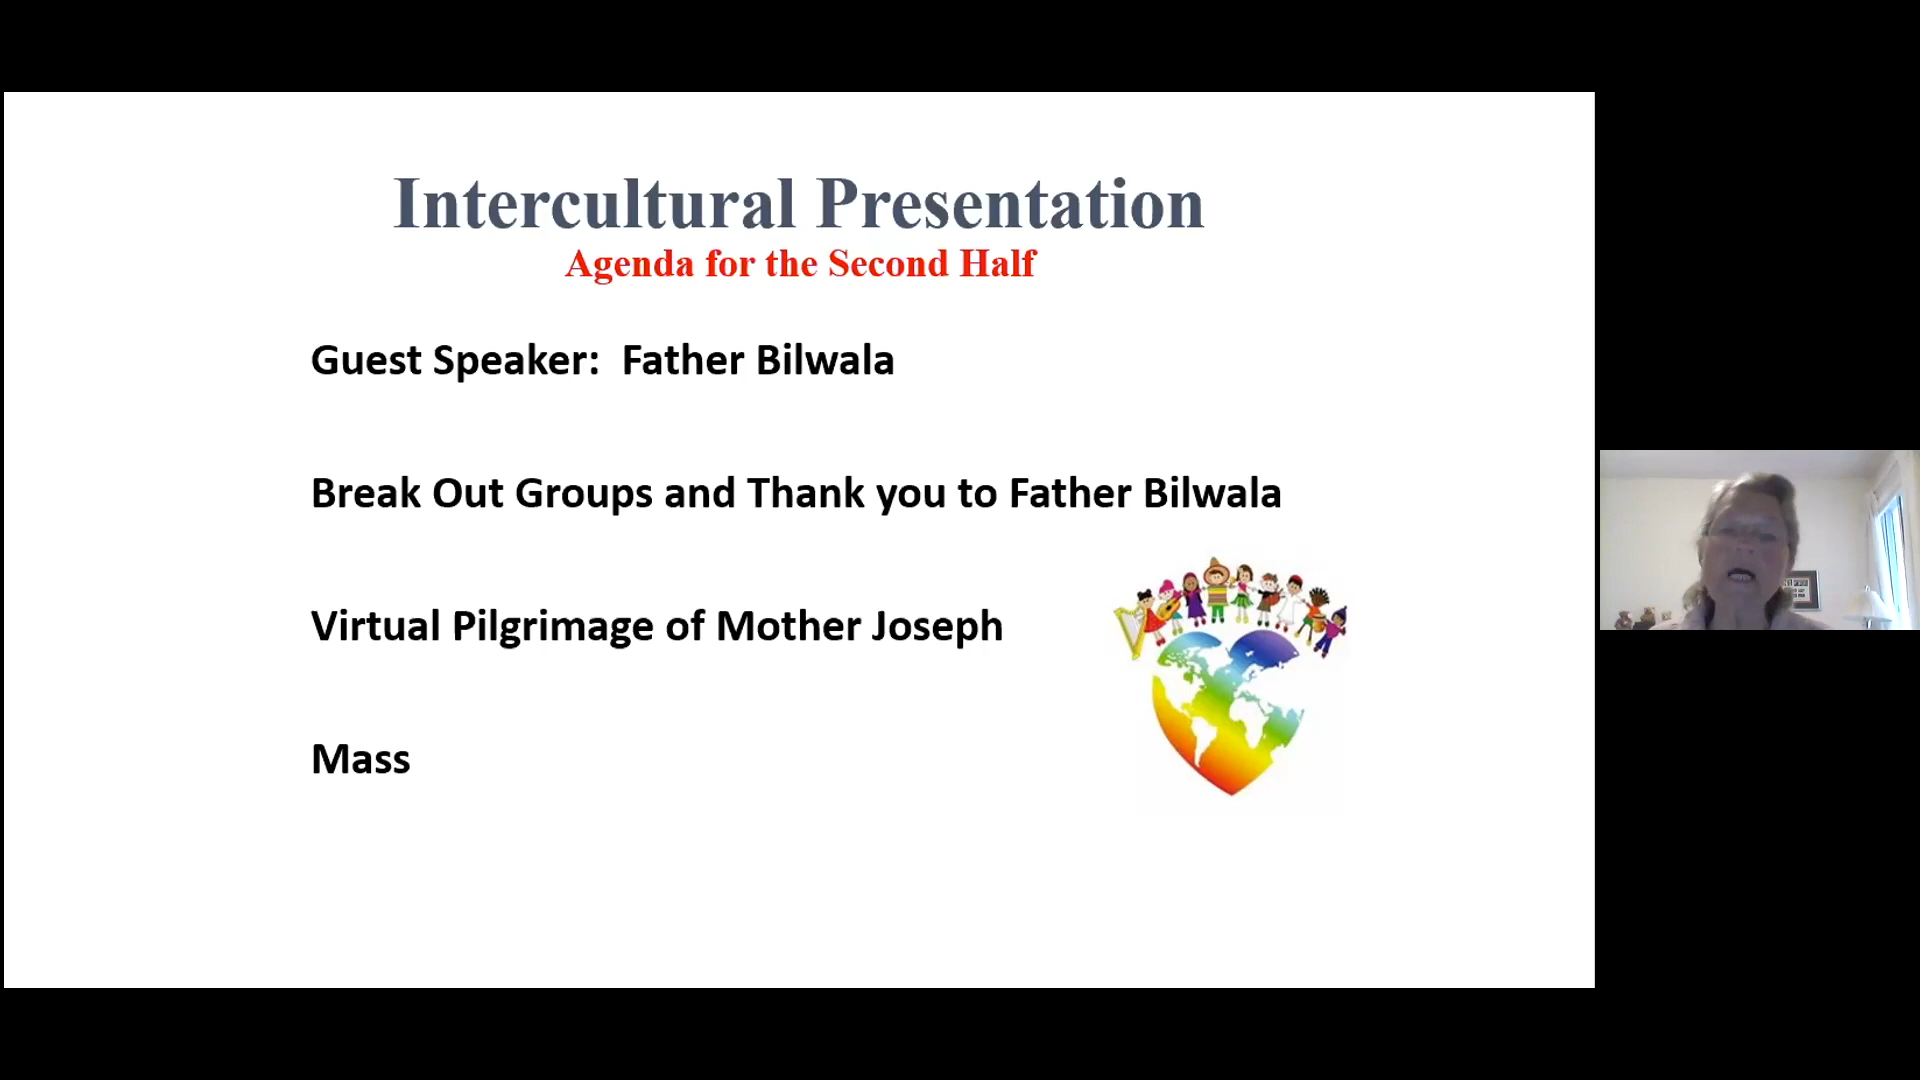 Intercultural Presentation
Agenda for the Second Half
Guest Speaker:  Father Bilwala
Break Out Groups and Thank you to Father Bilwala
Virtual Pilgrimage of Mother Joseph
Mass